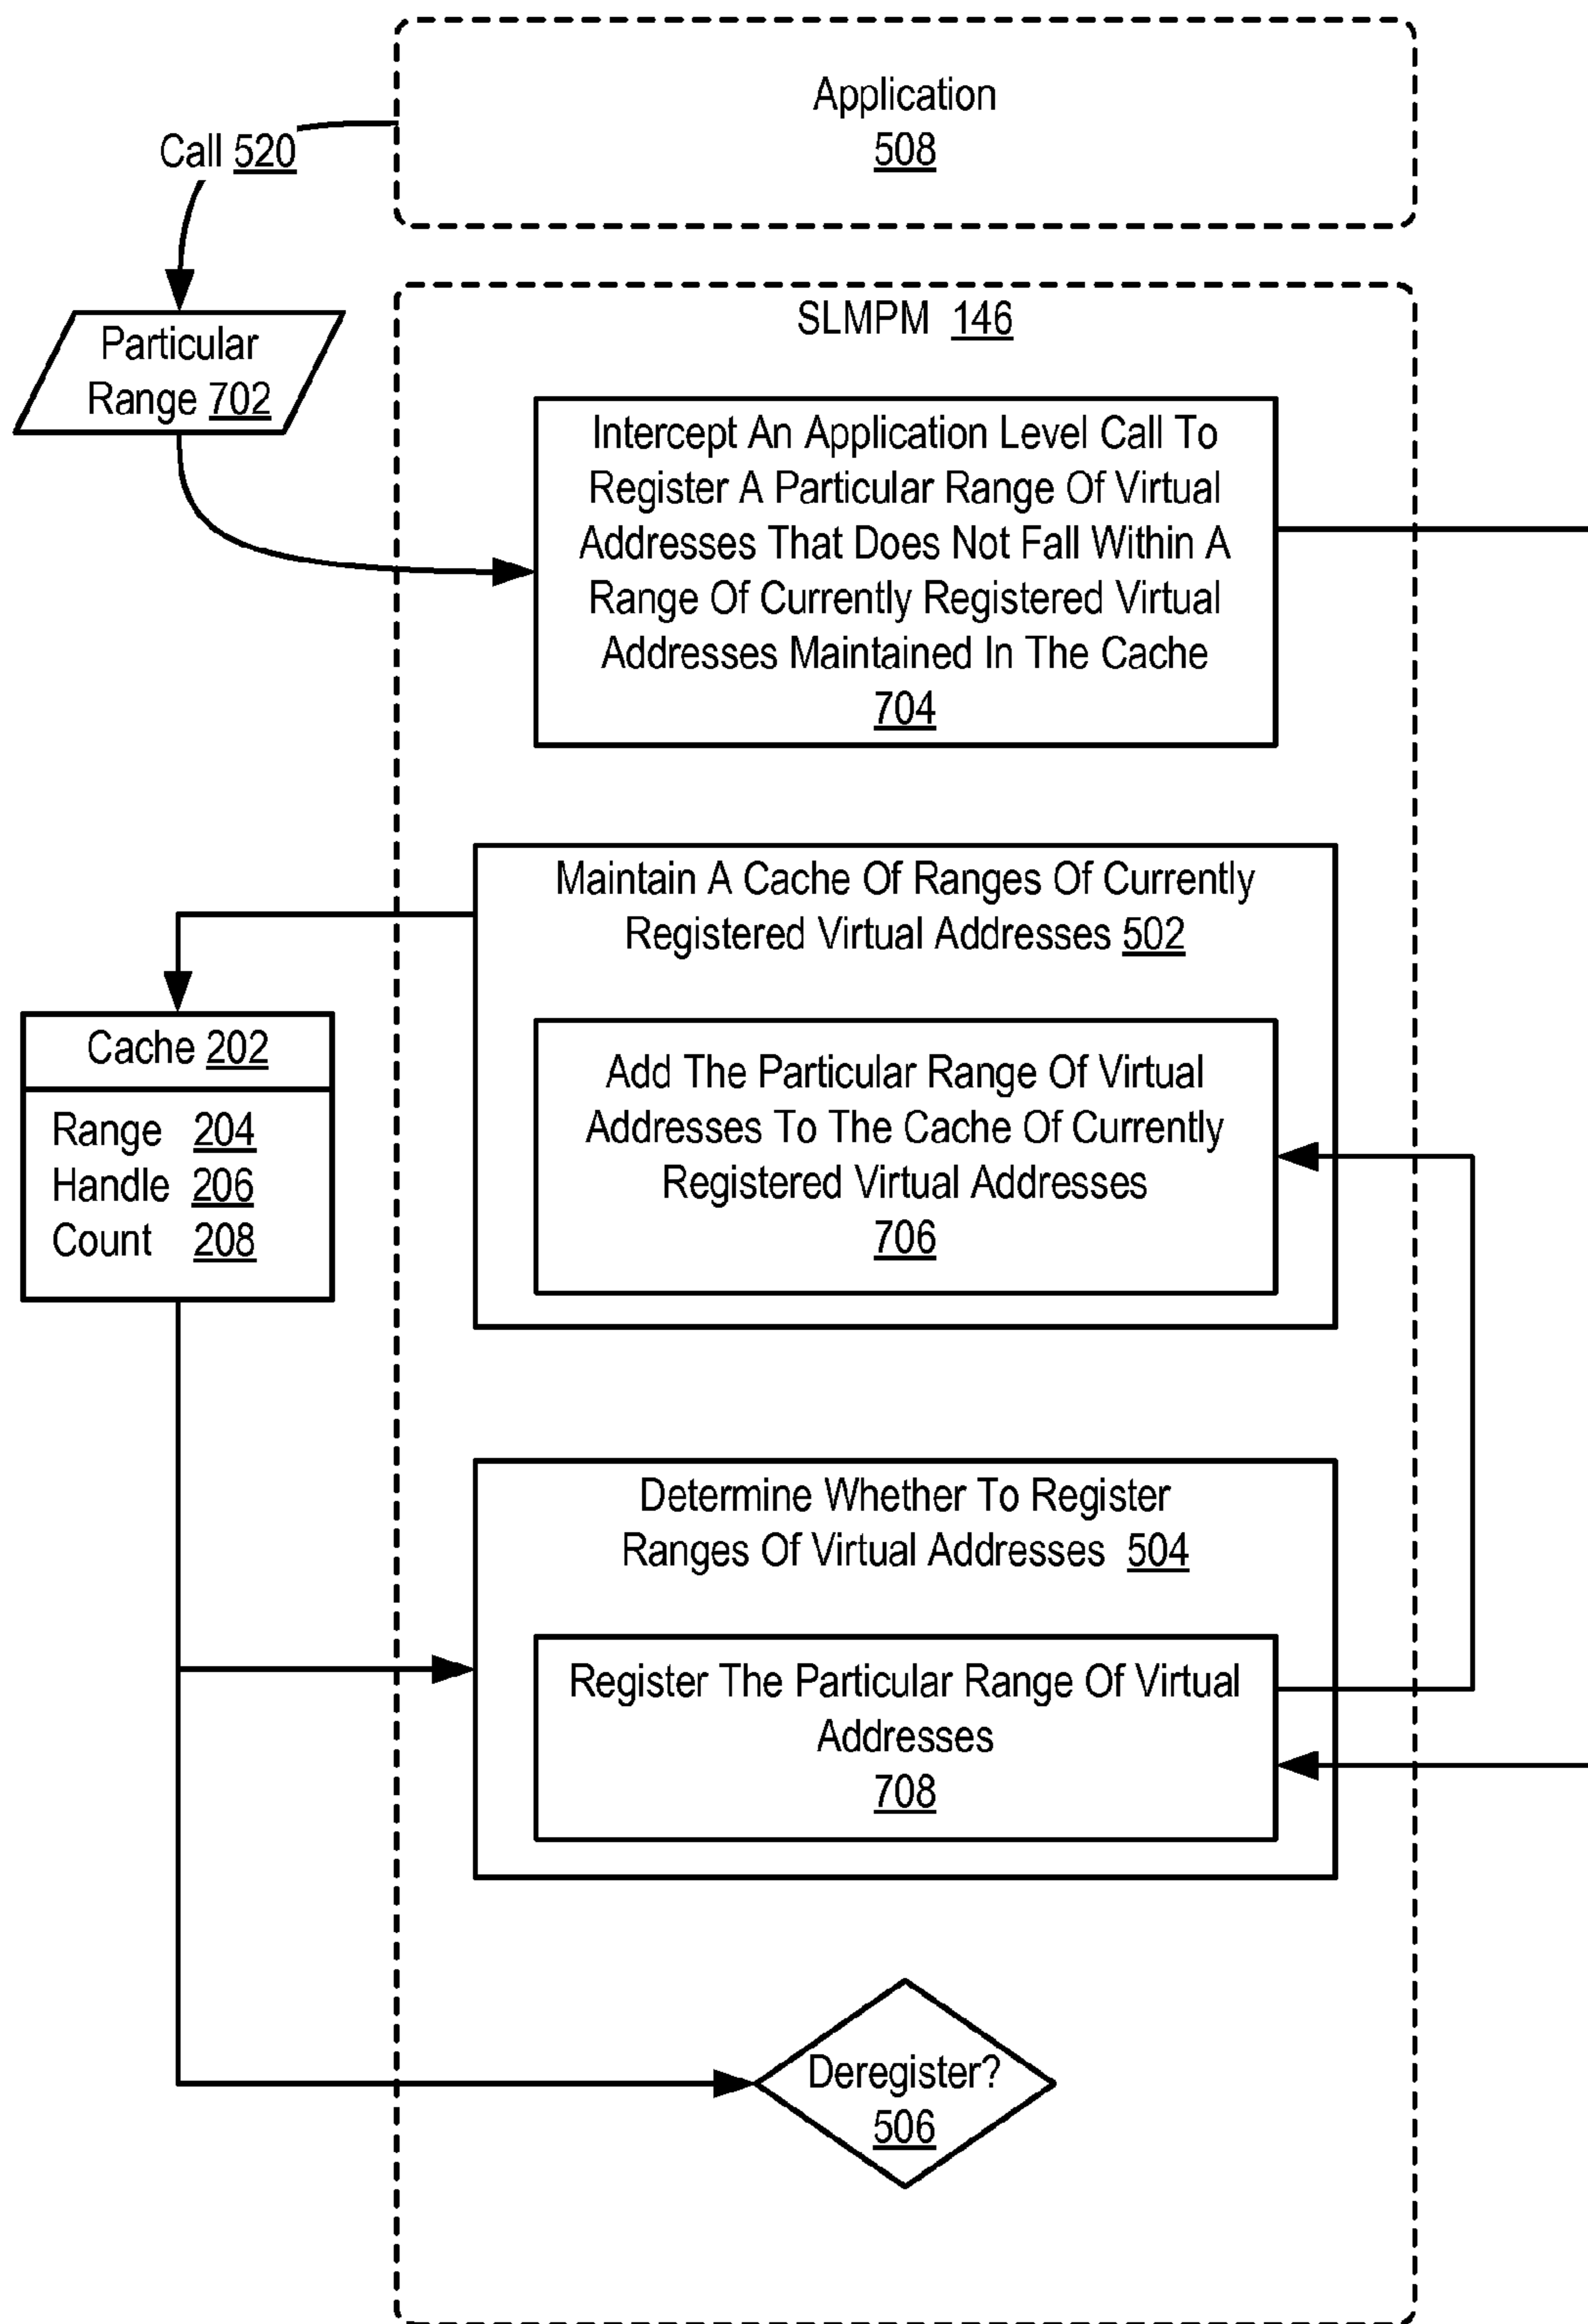 Application
508
Call 520
SLMPM 146
Particular
Range 702
Intercept An Application Level Call To
Register A Particular Range Of Virtual
Addresses That Does Not Fall Within A
Range Of Currently Registered Virtual
Addresses Maintained In The Cache
704
Maintain A Cache Of Ranges Of Currently
Registered Virtual Addresses 502
Cache 202
Range 204
Handle 206
Count 208
Add The Particular Range Of Virtual
Addresses To The Cache Of Currently
Registered Virtual Addresses
706
Determine Whether To Register
Ranges Of Virtual Addresses 504
Register The Particular Range Of Virtual
Addresses
708
Deregister?
506